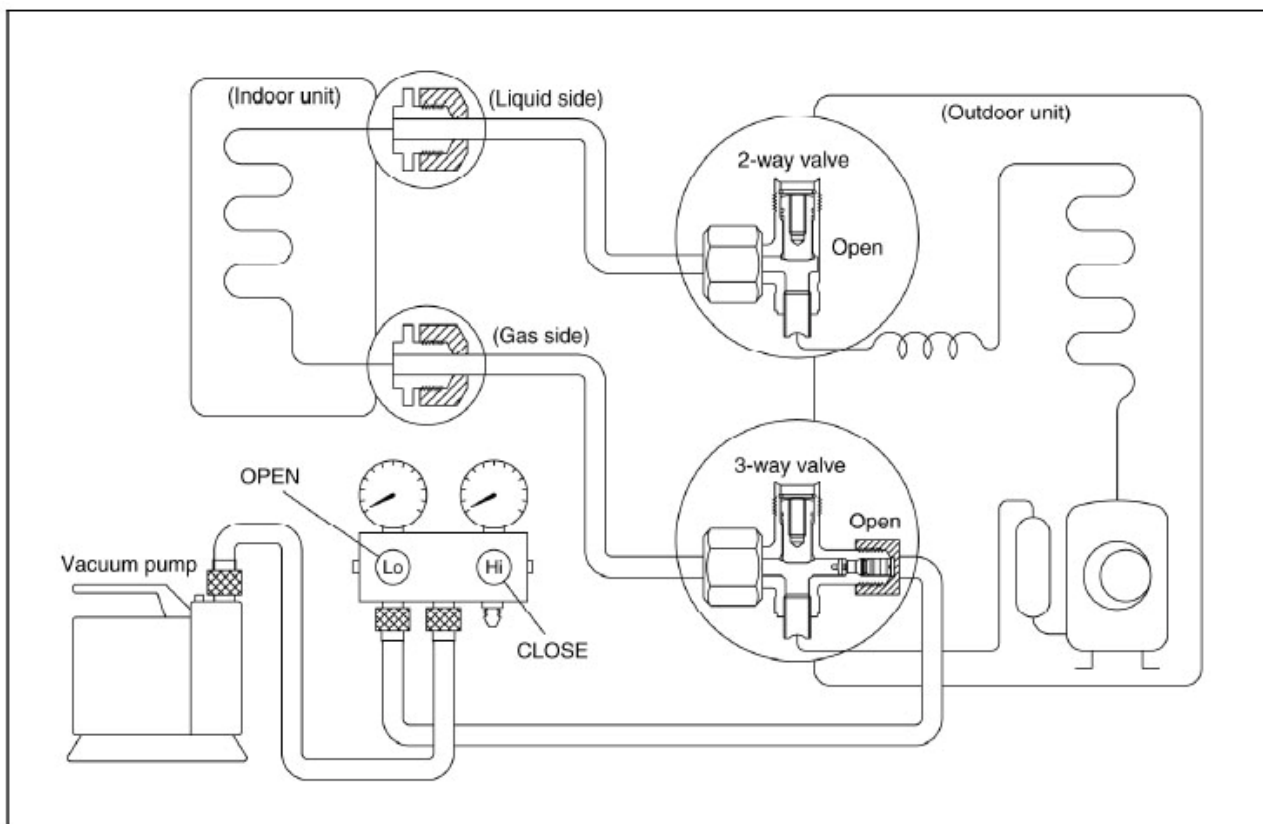 (Indoor unit)
(Liquid side)
(Outdoor unit)
2-way valve
Open
(Gas side)
3-way valve
OPEN
Open
Vacuum pump
Lo
Hi
CLOSE